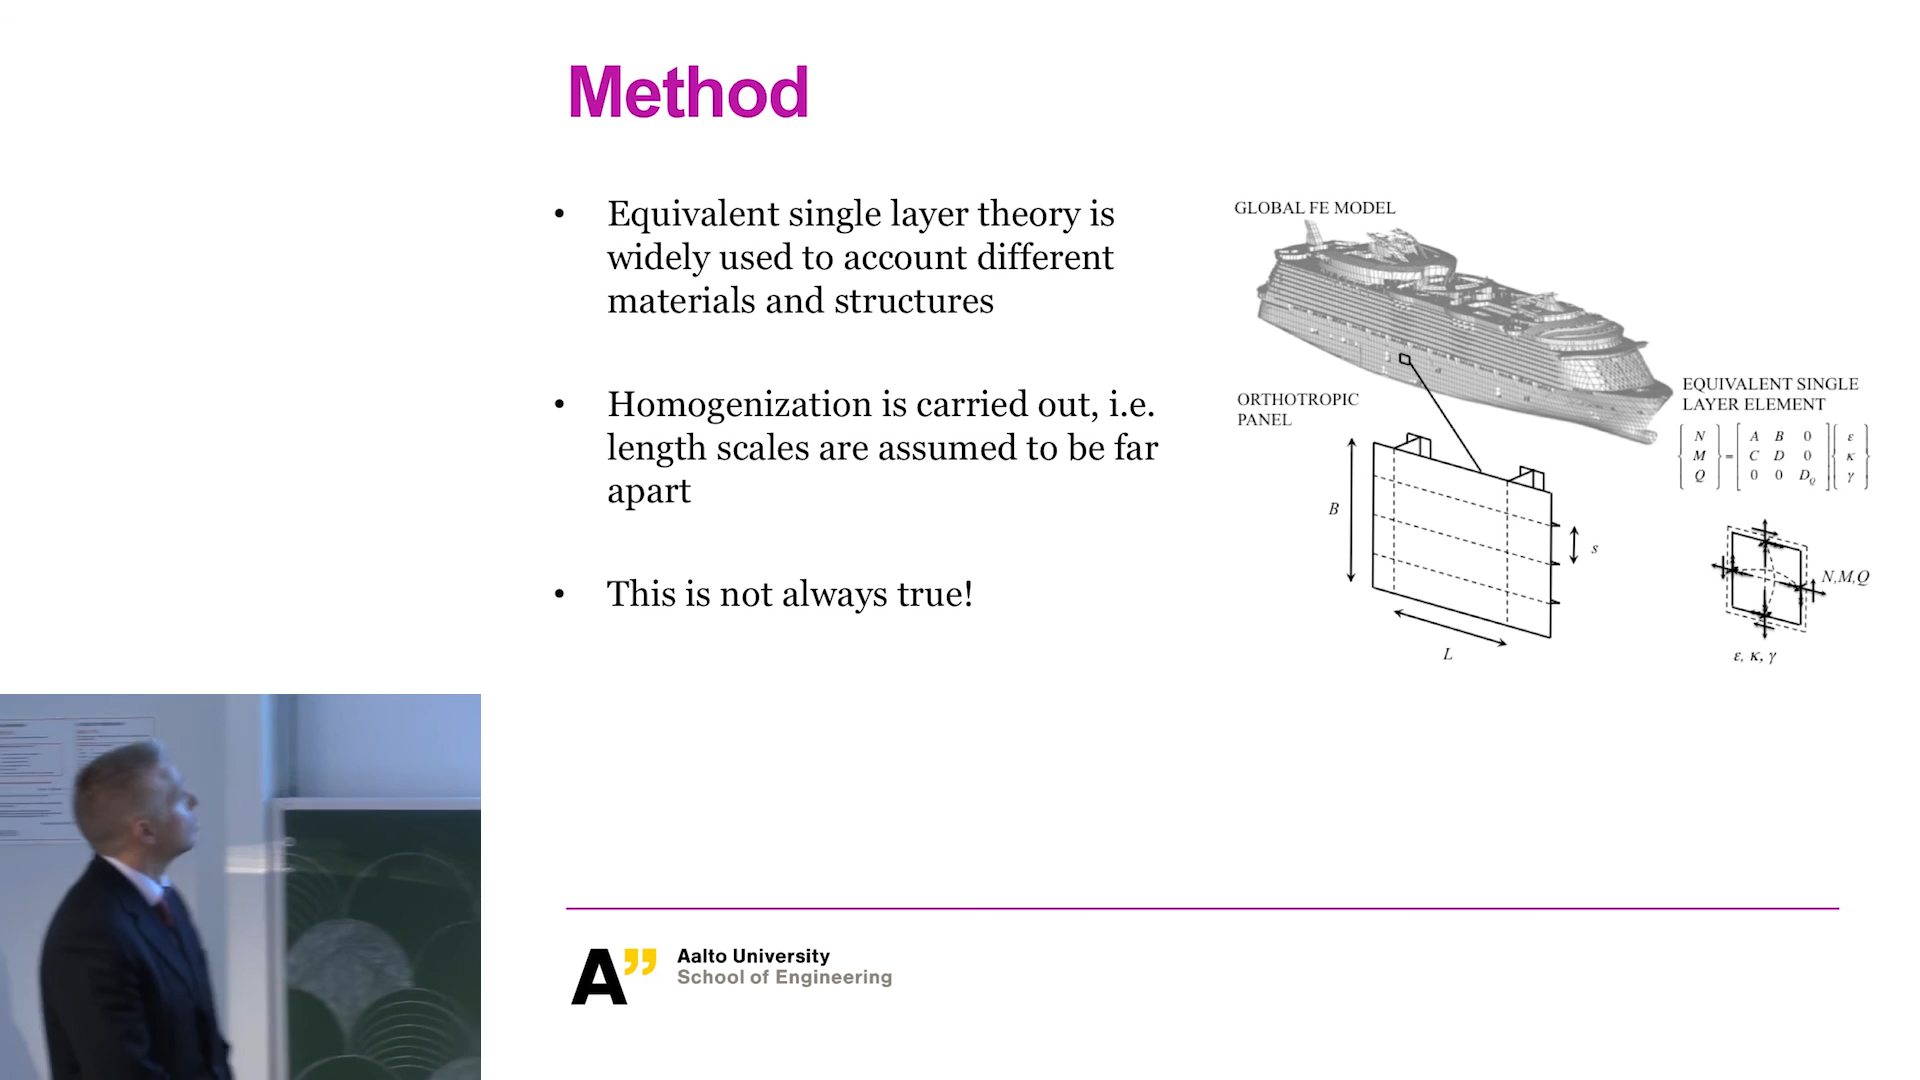 Method
• Equivalent single layer theory is
widely used to account different
materials and structures
• Homogenization is carried out, i.e.
length scales are assumed to be far
apart
• This is not always true!
GLOBAL FE MODEL
ORTHOTROPIC
PANEL
B
s
L
EQUIVALENT SINGLE
LAYER ELEMENT
N A B 0 ε
M = C D 0 κ
Q 0 0 D_Q γ
N,M,Q
ε, κ, γ
A”
Aalto University
School of Engineering